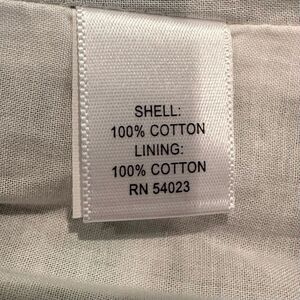 SHELL:
100% COTTON
LINING:
100% COTTON
RN 54023